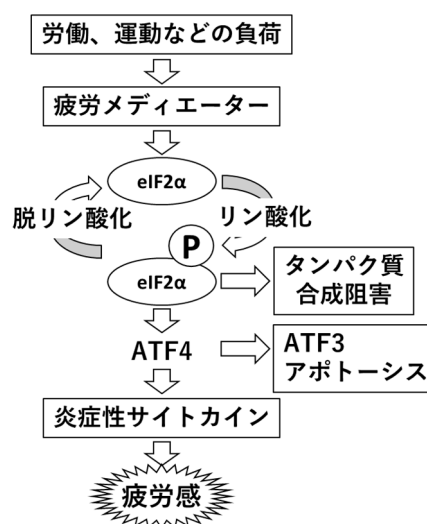 労働、運動などの負荷
疲労メディエーター
eIF2α
脱リン酸化
リン酸化
P
eIF2α
タンパク質
合成阻害
ATF4
ATF3
アポトーシス
炎症性サイトカイン
疲労感